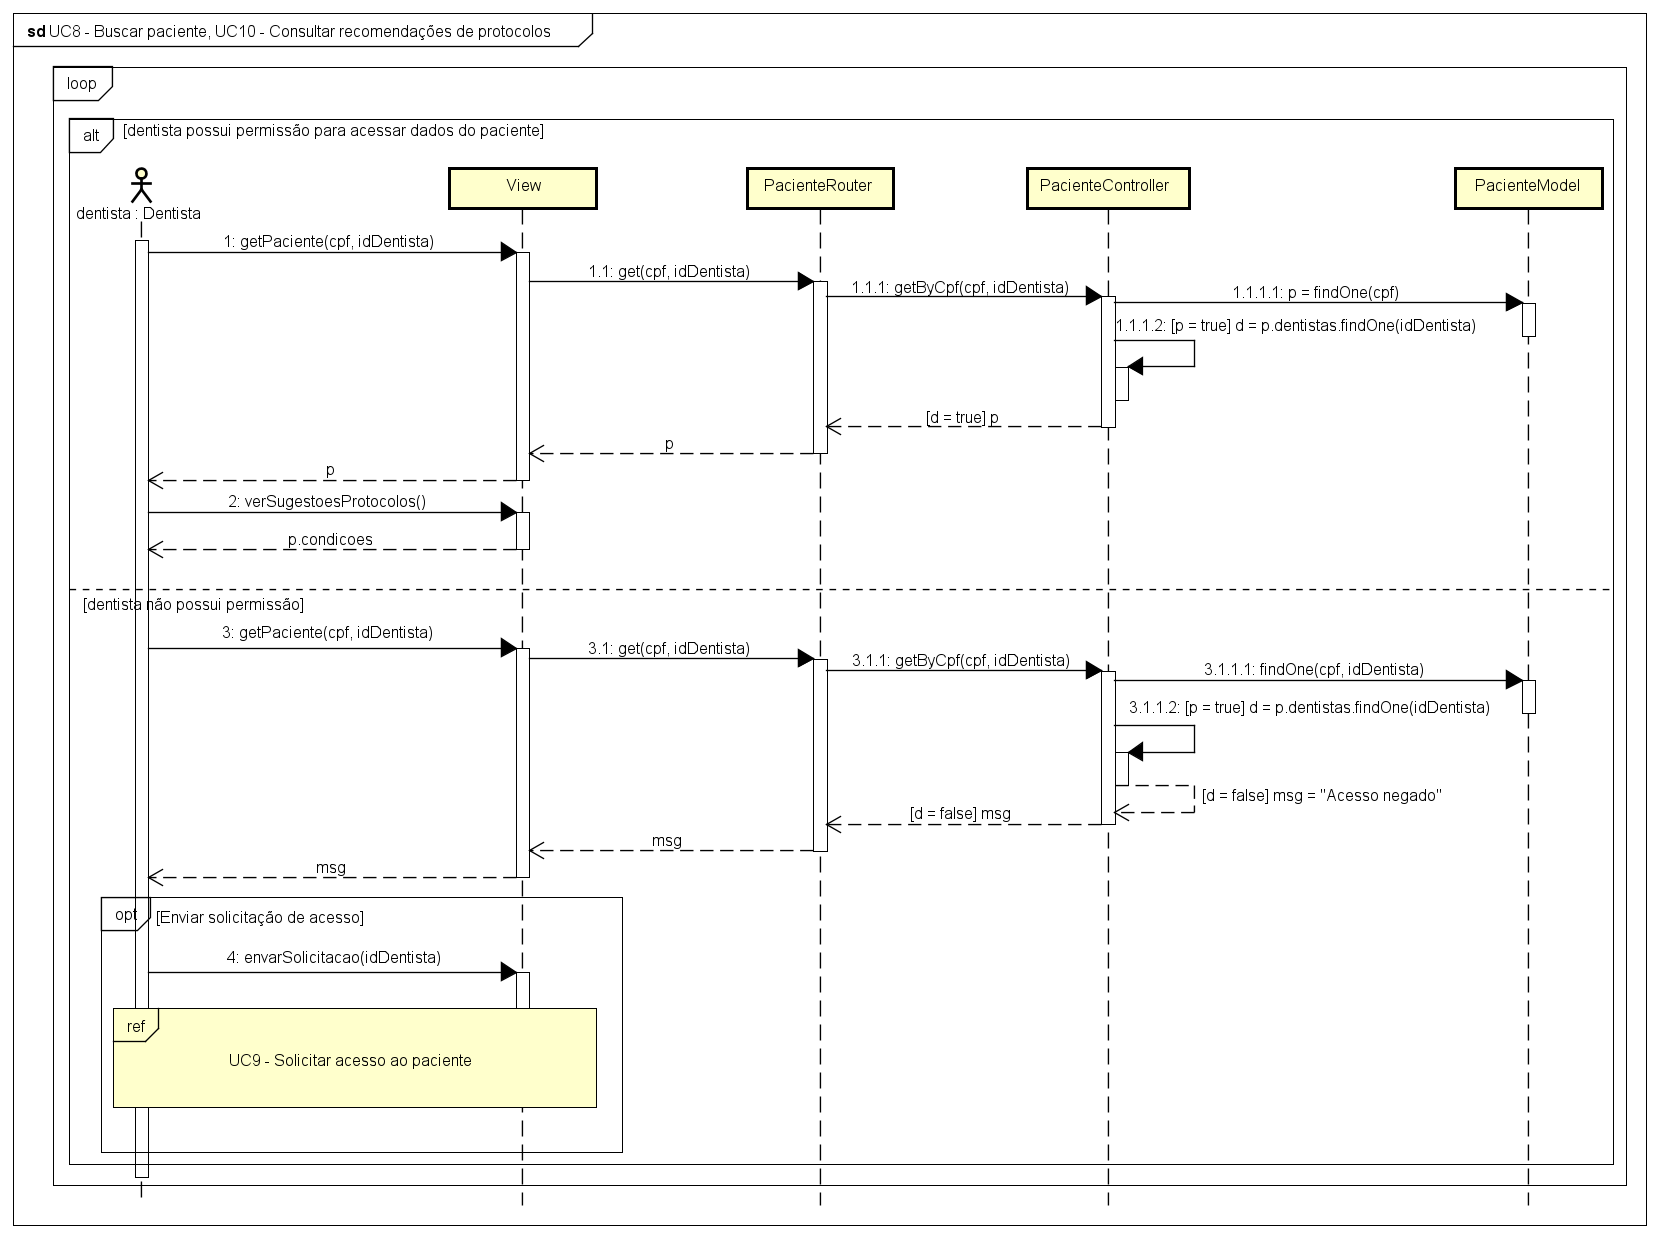 sd UC8 - Buscar paciente, UC10 - Consultar recomendações de protocolos
loop
alt
[dentista possui permissão para acessar dados do paciente]
dentista : Dentista
View
PacienteRouter
PacienteController
PacienteModel
1: getPaciente(cpf, idDentista)
1.1: get(cpf, idDentista)
1.1.1: getByCpf(cpf, idDentista)
1.1.1.1: p = findOne(cpf)
1.1.1.2: [p = true] d = p.dentistas.findOne(idDentista)
[d = true] p
p
p
2: verSugestoesProtocolos()
p.condicoes
[dentista não possui permissão]
3: getPaciente(cpf, idDentista)
3.1: get(cpf, idDentista)
3.1.1: getByCpf(cpf, idDentista)
3.1.1.1: findOne(cpf, idDentista)
3.1.1.2: [p = true] d = p.dentistas.findOne(idDentista)
[d = false] msg = "Acesso negado"
[d = false] msg
msg
msg
opt
[Enviar solicitação de acesso]
4: envarSolicitacao(idDentista)
ref
UC9 - Solicitar acesso ao paciente